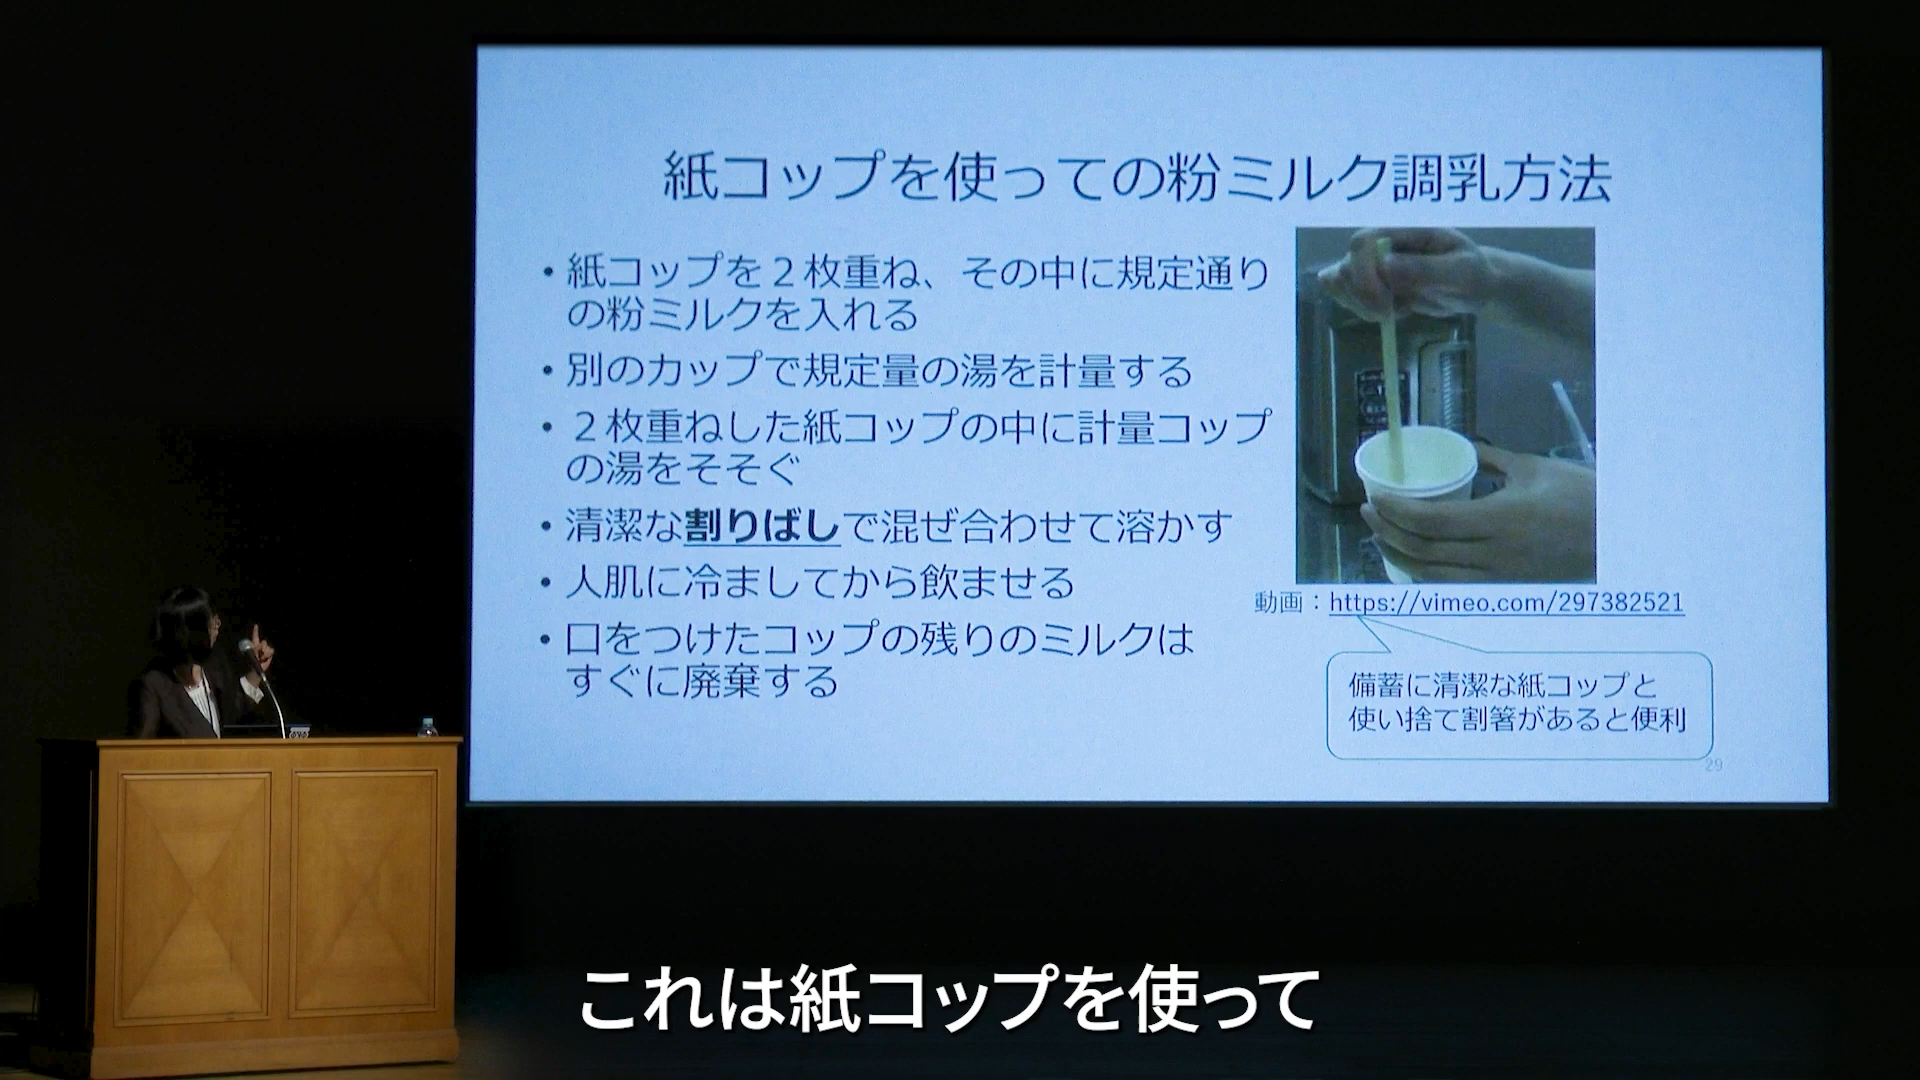 紙コップを使っての粉ミルク調乳方法
・紙コップを２枚重ね、その中に規定通り
の粉ミルクを入れる
・別のカップで規定量の湯を計量する
・２枚重ねした紙コップの中に計量コップ
の湯をそそぐ
・清潔な割りばしで混ぜ合わせて溶かす
・人肌に冷ましてから飲ませる
・口をつけたコップの残りのミルクは
すぐに廃棄する
動画：https://vimeo.com/297382521
備蓄に清潔な紙コップと
使い捨て割箸があると便利
29
これは紙コップを使って